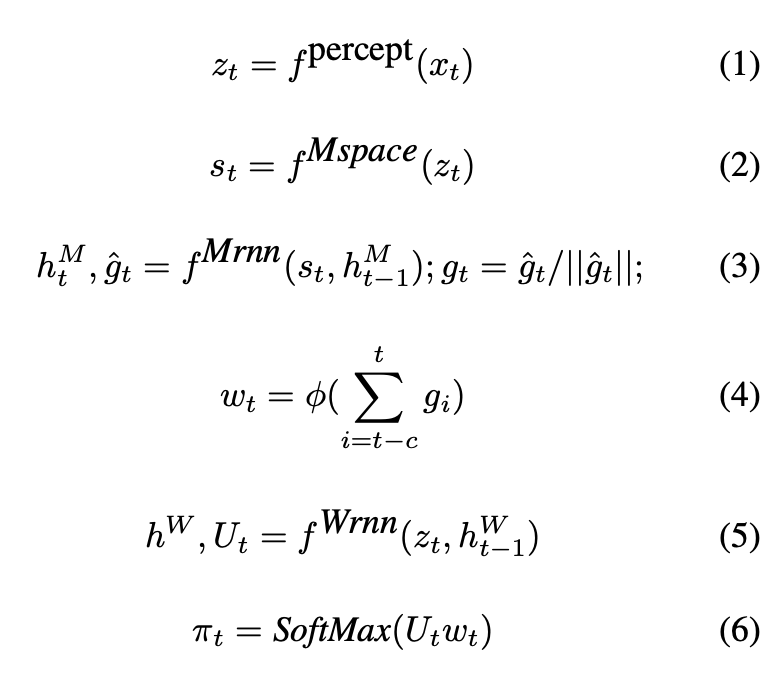 z_t = f^percept(x_t) (1)
s_t = f^Mspace(z_t) (2)
h_t^M, ĝ_t = f^Mrnn(s_t, h_{t−1}^M); g_t = ĝ_t/||ĝ_t||; (3)
w_t = ϕ(∑_{i=t−c}^{t} g_i) (4)
h^W, U_t = f^Wrnn(z_t, h_{t−1}^W) (5)
π_t = SoftMax(U_t w_t) (6)